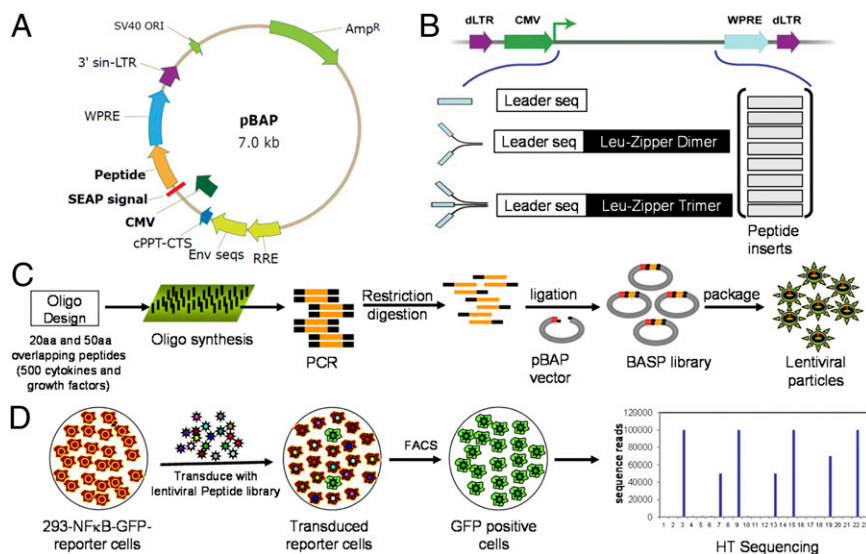 A
SV40 ORI
AmpR
3' sin-LTR
WPRE
pBAP
7.0 kb
Peptide
SEAP signal
CMV
cPPT-CTS
Env seqs
RRE
B
dLTR
CMV
WPRE
dLTR
Leader seq
Leader seq
Leu-Zipper Dimer
Leader seq
Leu-Zipper Trimer
Peptide
inserts
C
Oligo
Design
20aa and 50aa
overlapping peptides
(500 cytokines and
growth factors)
Oligo synthesis
PCR
Restriction
digestion
ligation
pBAP
vector
BASP library
package
Lentiviral
particles
D
293-NFκB-GFP-
reporter cells
Transduce with
lentiviral Peptide library
Transduced
reporter cells
FACS
GFP positive
cells
sequence reads
120000
100000
80000
60000
40000
20000
0
1 2 3 4 5 6 7 8 9 10 11 12 13 14 15 16 17 18 19 20 21 22 23
HT Sequencing